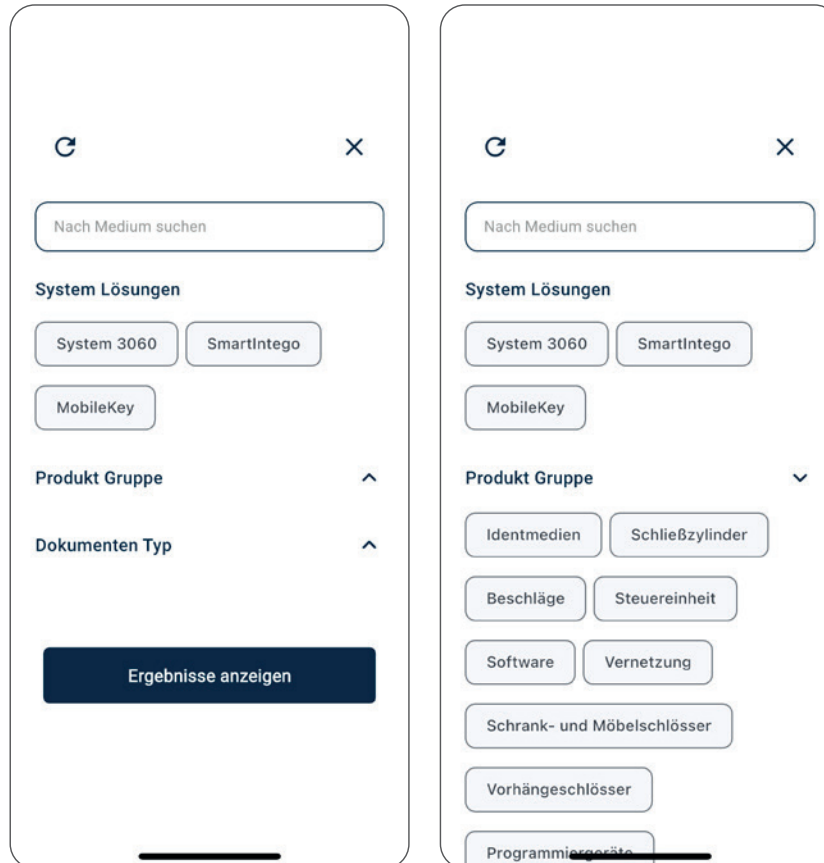 Nach Medium suchen
System Lösungen
System 3060 SmartIntego
MobileKey
Produkt Gruppe
Dokumenten Typ
Ergebnisse anzeigen
Nach Medium suchen
System Lösungen
System 3060 SmartIntego
MobileKey
Produkt Gruppe
Identmedien Schließzylinder
Beschläge Steuereinheit
Software Vernetzung
Schrank- und Möbelschlösser
Vorhängeschlösser
Programmiergeräte